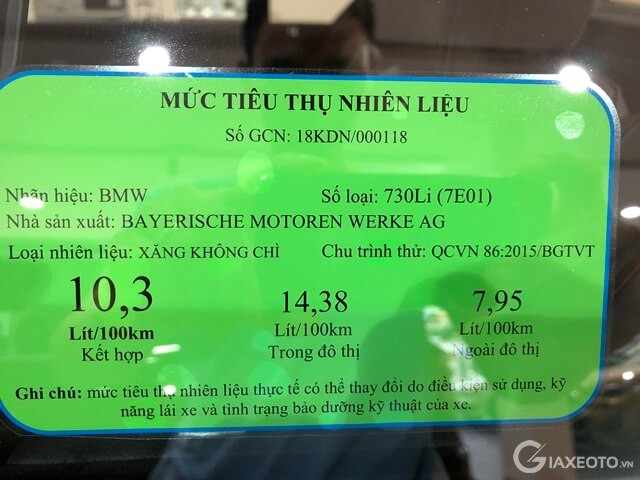 MỨC TIÊU THỤ NHIÊN LIỆU
Số GCN: 18KDN/000118
Nhãn hiệu: BMW Số loại: 730Li (7E01)
Nhà sản xuất: BAYERISCHE MOTOREN WERKE AG
Loại nhiên liệu: XĂNG KHÔNG CHÌ Chu trình thử: QCVN 86:2015/BGTVT
10,3 14,38 7,95
Lít/100km Lít/100km Lít/100km
Kết hợp Trong đô thị Ngoài đô thị
Ghi chú: mức tiêu thụ nhiên liệu thực tế có thể thay đổi do điều kiện sử dụng, kỹ
năng lái xe và tình trạng bảo dưỡng kỹ thuật của xe.
GIAXEOTO.VN